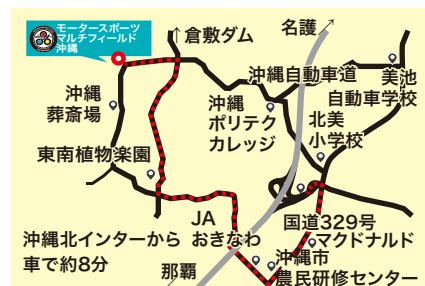 モータースポーツ
マルチフィールド
沖縄
↑倉敷ダム
名護↗
沖縄自動車道
美池
自動車学校
沖縄
葬斎場
沖縄
ポリテク
カレッジ
北美
小学校
東南植物楽園
JA
おきなわ
国道329号
マクドナルド
沖縄北インターから
車で約8分
那覇
沖縄市
農民研修センター